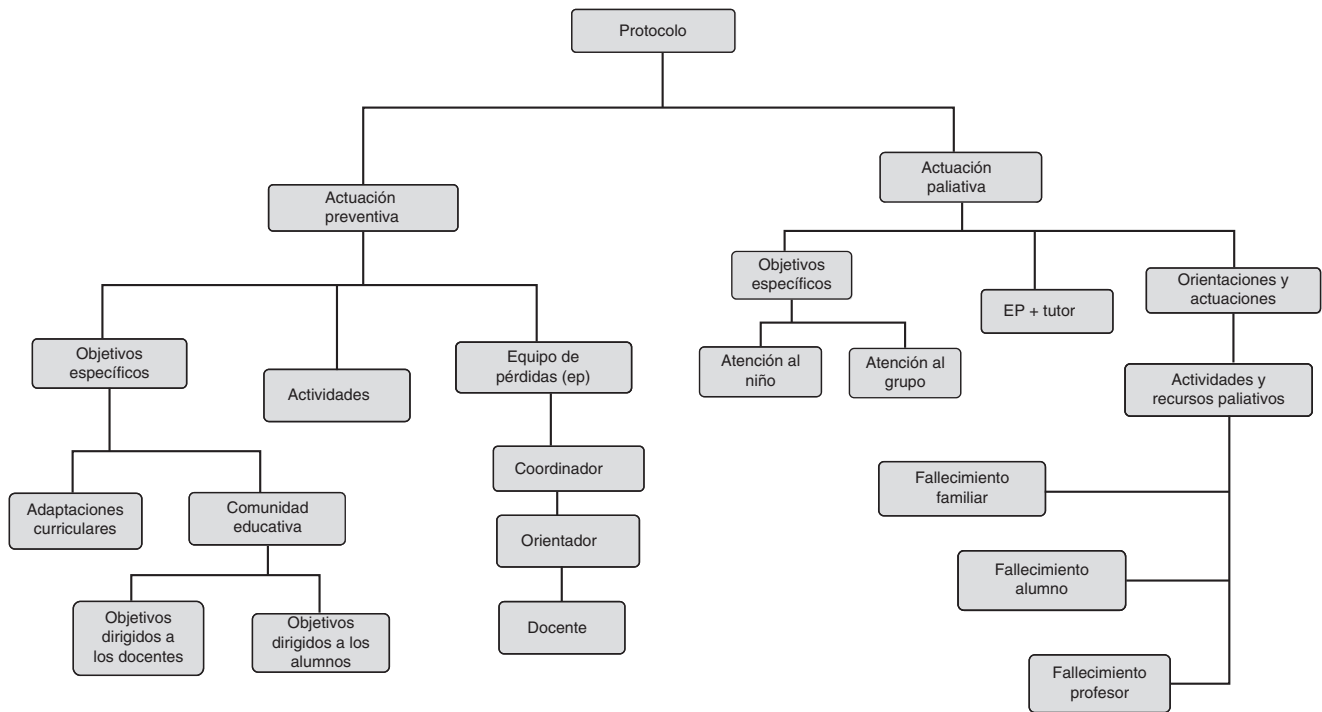 Protocolo
Actuación
preventiva
Actuación
paliativa
Objetivos
específicos
Actividades
Equipo de
pérdidas (ep)
Objetivos
específicos
EP + tutor
Orientaciones y
actuaciones
Atención al
niño
Atención al
grupo
Actividades y
recursos paliativos
Adaptaciones
curriculares
Comunidad
educativa
Coordinador
Orientador
Docente
Objetivos
dirigidos a
los docentes
Objetivos
dirigidos a los
alumnos
Fallecimiento
familiar
Fallecimiento
alumno
Fallecimiento
profesor